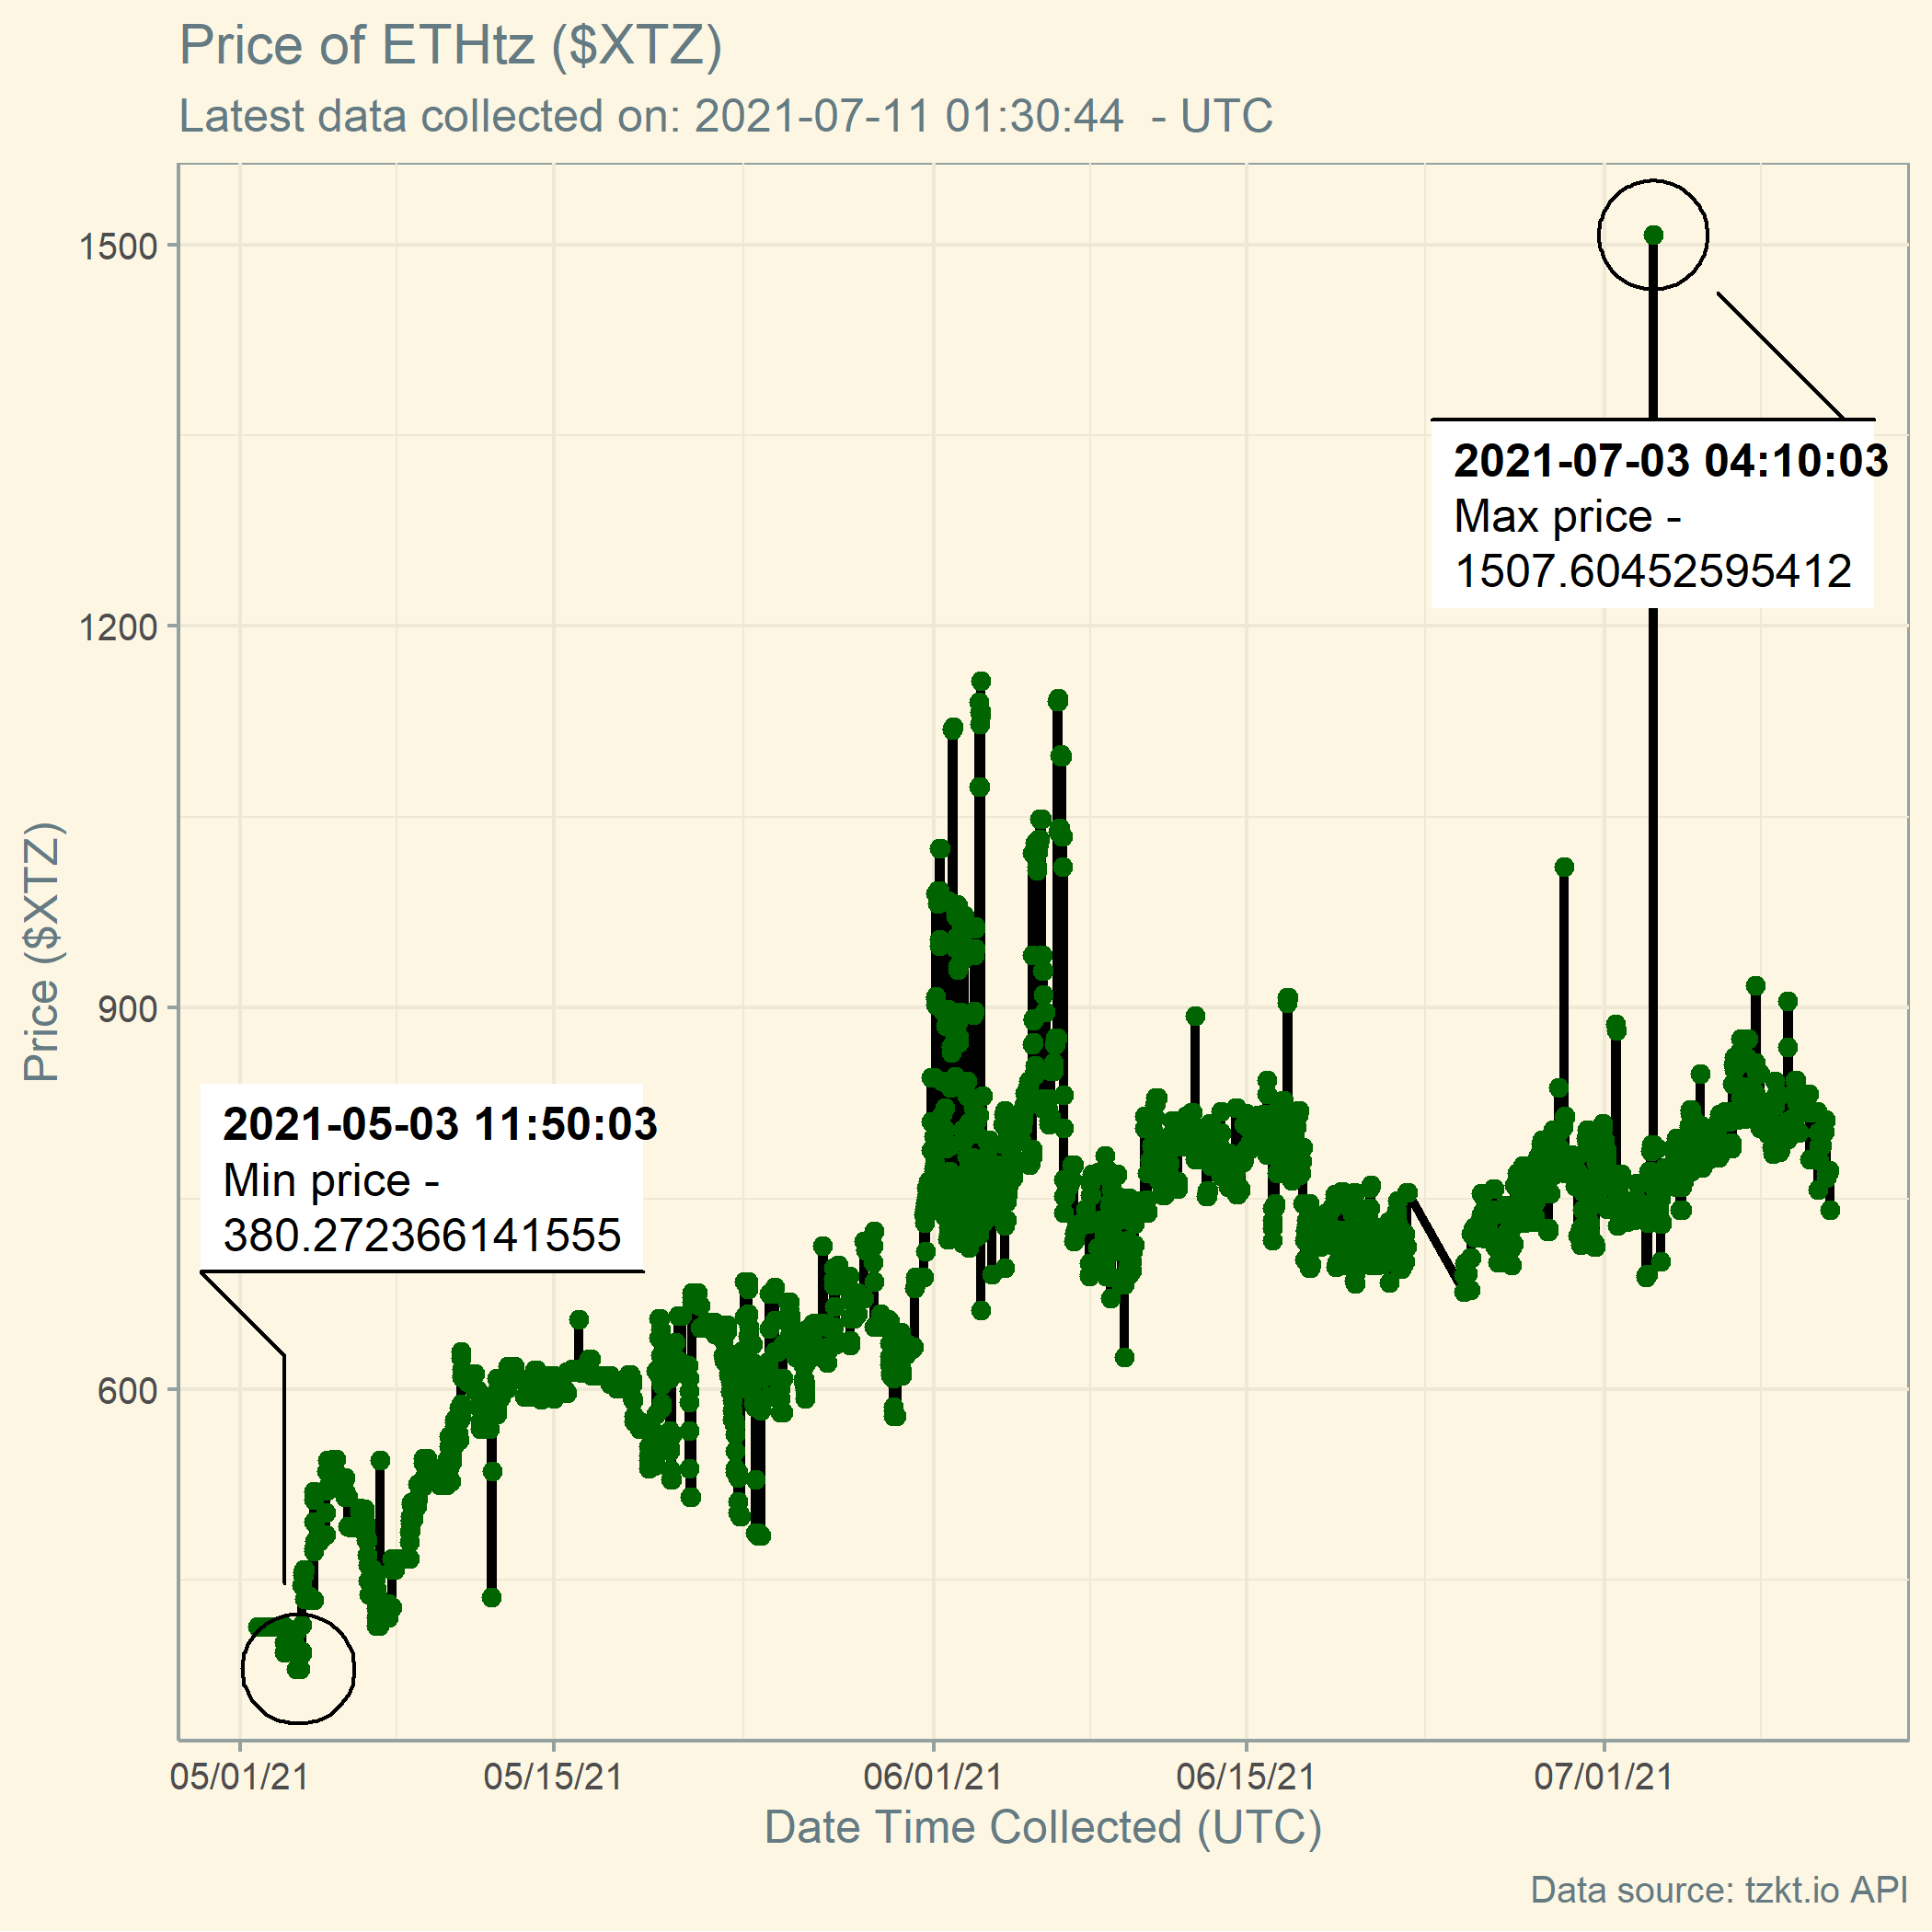 Price of ETHtz ($XTZ)
Latest data collected on: 2021-07-11 01:30:44  - UTC
1500
1200
900
600
Price ($XTZ)
2021-07-03 04:10:03
Max price -
1507.60452595412
2021-05-03 11:50:03
Min price -
380.272366141555
05/01/21
05/15/21
06/01/21
06/15/21
07/01/21
Date Time Collected (UTC)
Data source: tzkt.io API